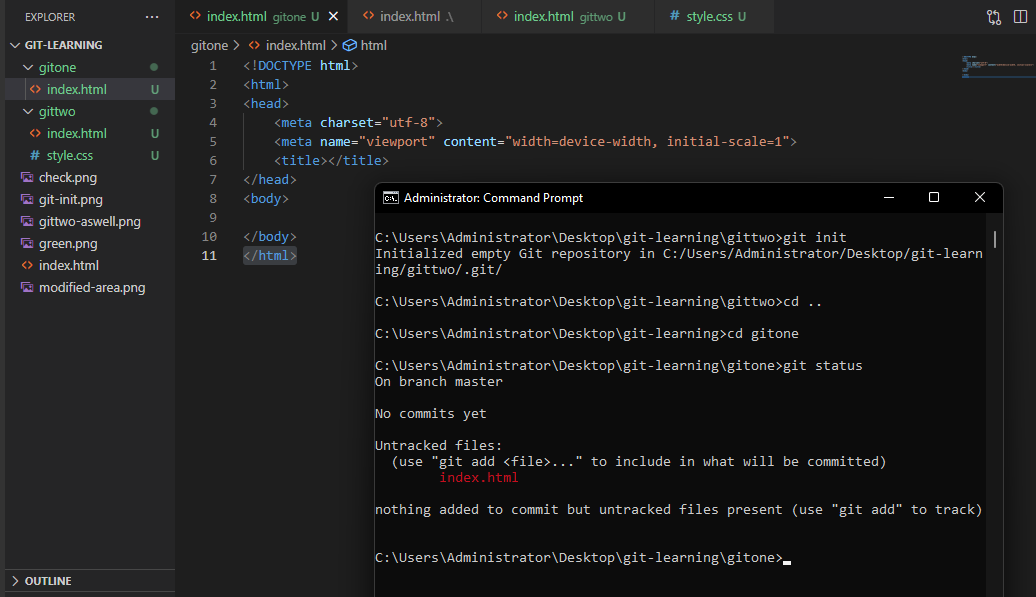 EXPLORER ···
GIT-LEARNING
gitone
index.html U
gittwo
index.html U
style.css U
check.png
git-init.png
gittwo-aswell.png
green.png
index.html
modified-area.png
OUTLINE
index.html gitone U
index.html .\
index.html gittwo U
style.css U
gitone > index.html > html
1 <!DOCTYPE html>
2 <html>
3 <head>
4 <meta charset="utf-8">
5 <meta name="viewport" content="width=device-width, initial-scale=1">
6 <title></title>
7 </head>
8 <body>
9
10 </body>
11 </html>
Administrator: Command Prompt
C:\Users\Administrator\Desktop\git-learning\gittwo>git init
Initialized empty Git repository in C:/Users/Administrator/Desktop/git-learn
ing/gittwo/.git/
C:\Users\Administrator\Desktop\git-learning\gittwo>cd ..
C:\Users\Administrator\Desktop\git-learning>cd gitone
C:\Users\Administrator\Desktop\git-learning\gitone>git status
On branch master
No commits yet
Untracked files:
(use "git add <file>..." to include in what will be committed)
index.html
nothing added to commit but untracked files present (use "git add" to track)
C:\Users\Administrator\Desktop\git-learning\gitone>